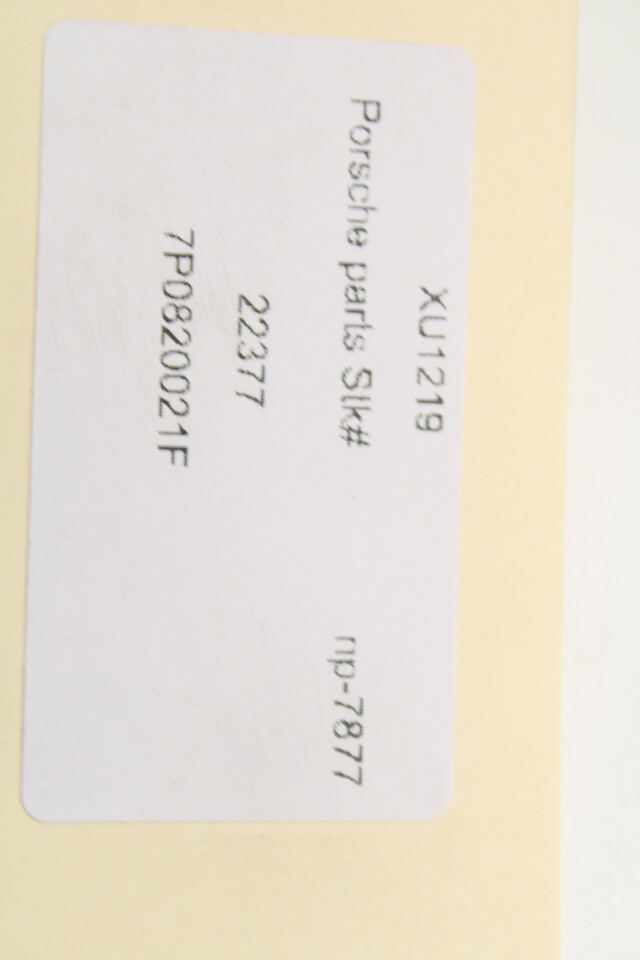 XU1219
Porsche parts Stk# np-7877
22377
7P0820021F